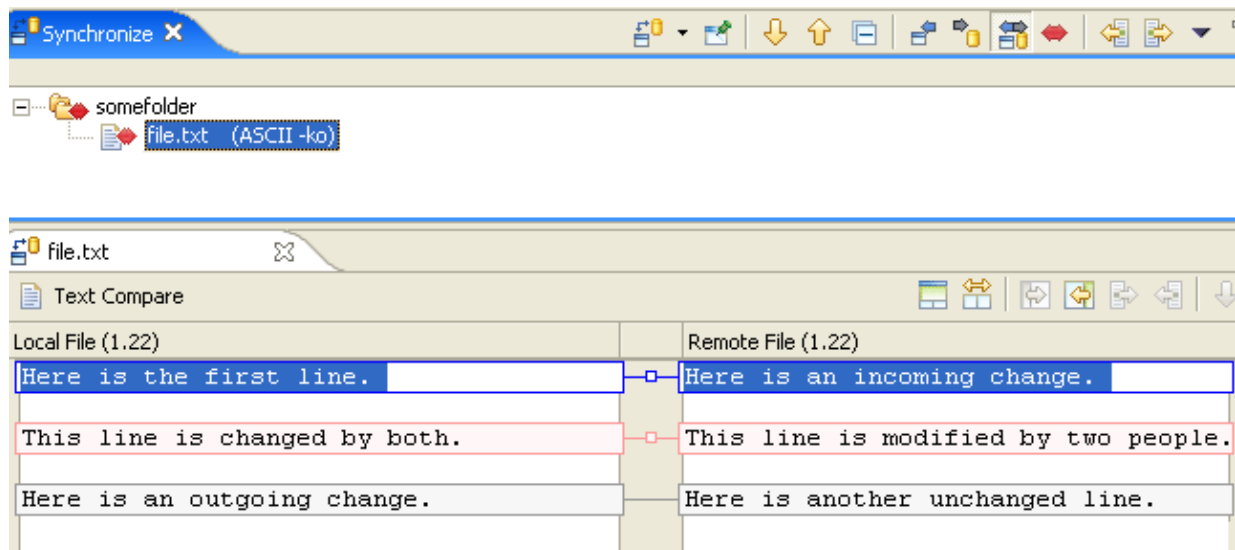 Synchronize
somefolder
file.txt (ASCII -ko)
file.txt
Text Compare
Local File (1.22) Remote File (1.22)
Here is the first line. Here is an incoming change.
This line is changed by both. This line is modified by two people.
Here is an outgoing change. Here is another unchanged line.